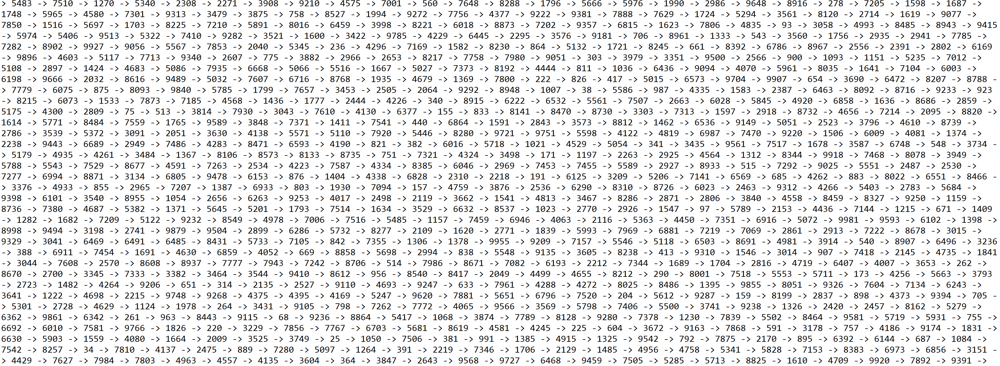 > 5483 -> 7510 -> 1270 -> 5340 -> 2308 -> 2271 -> 3908 -> 9210 -> 4575 -> 7001 -> 560 -> 7648 -> 8288 -> 1796 -> 5666 -> 5976 -> 1990 -> 2986 -> 9648 -> 8916 -> 278 -> 7205 -> 1598 -> 1687 ->
1748 -> 5965 -> 4580 -> 7301 -> 9313 -> 3479 -> 3875 -> 758 -> 8527 -> 1994 -> 9272 -> 7756 -> 4377 -> 9222 -> 9381 -> 7888 -> 7629 -> 1724 -> 5294 -> 3561 -> 8120 -> 2714 -> 1619 -> 9077 ->
7850 -> 1516 -> 5697 -> 1703 -> 8225 -> 7210 -> 5891 -> 8016 -> 6459 -> 3998 -> 8221 -> 6018 -> 8873 -> 7202 -> 9357 -> 6815 -> 1623 -> 7806 -> 4835 -> 93 -> 3058 -> 4993 -> 8485 -> 8943 -> 9415
-> 5974 -> 5406 -> 9513 -> 5322 -> 7410 -> 9282 -> 3521 -> 1600 -> 3422 -> 9785 -> 4229 -> 6445 -> 2295 -> 3576 -> 9181 -> 706 -> 8961 -> 1333 -> 543 -> 3560 -> 1756 -> 2935 -> 2941 -> 7785 ->
7282 -> 8902 -> 9927 -> 9056 -> 5567 -> 7853 -> 2040 -> 5345 -> 236 -> 4296 -> 7169 -> 1582 -> 8230 -> 864 -> 5132 -> 1721 -> 8245 -> 661 -> 8392 -> 6786 -> 8967 -> 2556 -> 2391 -> 2802 -> 6169
-> 9896 -> 4603 -> 5117 -> 7713 -> 9340 -> 2607 -> 775 -> 3882 -> 2966 -> 2653 -> 8217 -> 7758 -> 7980 -> 9051 -> 303 -> 3979 -> 3351 -> 9500 -> 2566 -> 900 -> 1093 -> 1151 -> 5235 -> 7012 ->
5108 -> 2897 -> 1424 -> 4683 -> 5086 -> 7935 -> 6668 -> 5066 -> 5516 -> 1667 -> 5027 -> 7373 -> 8192 -> 4444 -> 811 -> 1036 -> 6436 -> 9094 -> 4070 -> 5961 -> 8035 -> 1641 -> 7104 -> 6003 ->
6198 -> 9666 -> 2032 -> 8616 -> 9489 -> 5032 -> 7607 -> 6716 -> 8768 -> 1935 -> 4679 -> 1369 -> 7800 -> 222 -> 826 -> 417 -> 5015 -> 6573 -> 9704 -> 9907 -> 654 -> 3690 -> 6472 -> 8207 -> 8788 -
> 7779 -> 6075 -> 875 -> 8093 -> 9840 -> 5785 -> 1799 -> 7657 -> 3453 -> 2505 -> 2064 -> 9292 -> 8948 -> 1007 -> 38 -> 5586 -> 987 -> 4335 -> 1583 -> 2387 -> 6463 -> 8092 -> 8716 -> 9233 -> 923
-> 8215 -> 6073 -> 1533 -> 7873 -> 7185 -> 4568 -> 1436 -> 1777 -> 2444 -> 4226 -> 340 -> 8915 -> 6222 -> 6532 -> 5561 -> 7507 -> 2663 -> 6028 -> 5845 -> 4920 -> 6858 -> 1636 -> 8686 -> 2859 ->
5175 -> 4300 -> 2809 -> 75 -> 513 -> 3814 -> 7930 -> 3043 -> 7610 -> 4130 -> 6377 -> 155 -> 833 -> 8141 -> 8470 -> 8730 -> 3303 -> 7313 -> 1597 -> 2918 -> 8732 -> 4656 -> 7214 -> 2095 -> 8820 ->
1614 -> 5771 -> 8484 -> 7559 -> 1765 -> 9589 -> 3848 -> 7371 -> 1411 -> 7541 -> 440 -> 6864 -> 1591 -> 2843 -> 3573 -> 8812 -> 1462 -> 6536 -> 9149 -> 5051 -> 2523 -> 3796 -> 4610 -> 8739 ->
2786 -> 3539 -> 5372 -> 3091 -> 2051 -> 3630 -> 4138 -> 5571 -> 5110 -> 7920 -> 5446 -> 8280 -> 9721 -> 9751 -> 5598 -> 4122 -> 4819 -> 6987 -> 7470 -> 9220 -> 1506 -> 6009 -> 4081 -> 1374 ->
2238 -> 9443 -> 6689 -> 2949 -> 7486 -> 4283 -> 8471 -> 6593 -> 4190 -> 821 -> 382 -> 6016 -> 5718 -> 1021 -> 4529 -> 5054 -> 341 -> 3435 -> 9561 -> 7517 -> 1678 -> 3587 -> 6748 -> 548 -> 3734 -
> 5179 -> 4935 -> 4261 -> 3484 -> 1367 -> 8106 -> 8573 -> 8133 -> 8735 -> 751 -> 7321 -> 4324 -> 3498 -> 171 -> 1197 -> 2263 -> 2925 -> 4564 -> 1312 -> 8344 -> 9918 -> 7468 -> 8078 -> 3949 ->
5788 -> 5543 -> 7529 -> 8677 -> 4591 -> 7263 -> 2534 -> 4223 -> 7587 -> 4334 -> 8385 -> 6046 -> 2969 -> 7453 -> 7455 -> 5589 -> 2927 -> 8933 -> 515 -> 7292 -> 9025 -> 5551 -> 2487 -> 2530 ->
7277 -> 6994 -> 8871 -> 3134 -> 6805 -> 9478 -> 6153 -> 876 -> 1404 -> 4338 -> 6828 -> 2310 -> 2218 -> 191 -> 6125 -> 3209 -> 5206 -> 7141 -> 6569 -> 685 -> 4262 -> 883 -> 8022 -> 6551 -> 8466 -
> 3376 -> 4933 -> 855 -> 2965 -> 7207 -> 1387 -> 6933 -> 803 -> 1930 -> 7094 -> 157 -> 4759 -> 3876 -> 2536 -> 6290 -> 8310 -> 8726 -> 6023 -> 2463 -> 9312 -> 4266 -> 5403 -> 2783 -> 5684 ->
9398 -> 6101 -> 3540 -> 8955 -> 1054 -> 2656 -> 6263 -> 9253 -> 4017 -> 2498 -> 2119 -> 3662 -> 1541 -> 4813 -> 3467 -> 8286 -> 2871 -> 2806 -> 3840 -> 4558 -> 8459 -> 8327 -> 9250 -> 1159 ->
8736 -> 7380 -> 4687 -> 5382 -> 1371 -> 5645 -> 5201 -> 1793 -> 7514 -> 1634 -> 3529 -> 6632 -> 8537 -> 1023 -> 2770 -> 2926 -> 1547 -> 97 -> 5789 -> 2153 -> 4436 -> 7144 -> 1215 -> 671 -> 1409
-> 1282 -> 1682 -> 7209 -> 5122 -> 9232 -> 8549 -> 4978 -> 7006 -> 7516 -> 5485 -> 1157 -> 7459 -> 6946 -> 4063 -> 2116 -> 5363 -> 4450 -> 7351 -> 6916 -> 5072 -> 9981 -> 9593 -> 6102 -> 1398 ->
8998 -> 9494 -> 3198 -> 2741 -> 9879 -> 9504 -> 2899 -> 6286 -> 5732 -> 8277 -> 2109 -> 1620 -> 2771 -> 1839 -> 5993 -> 7969 -> 6881 -> 7219 -> 7069 -> 2861 -> 2913 -> 7222 -> 8678 -> 3015 ->
9329 -> 3041 -> 6469 -> 6491 -> 6485 -> 8431 -> 5733 -> 7105 -> 842 -> 7355 -> 1306 -> 1378 -> 9955 -> 9209 -> 7157 -> 5546 -> 5118 -> 6503 -> 8691 -> 4981 -> 3914 -> 540 -> 8907 -> 6496 -> 3236
-> 388 -> 6911 -> 7454 -> 1691 -> 4630 -> 6859 -> 4052 -> 669 -> 8858 -> 5698 -> 2994 -> 838 -> 5548 -> 9135 -> 3605 -> 8238 -> 413 -> 9310 -> 1546 -> 3014 -> 907 -> 7418 -> 2145 -> 4735 -> 1841
-> 3044 -> 7608 -> 2570 -> 8608 -> 8937 -> 7777 -> 7943 -> 7242 -> 8706 -> 514 -> 7986 -> 8671 -> 7082 -> 6193 -> 2212 -> 7344 -> 1689 -> 1704 -> 2816 -> 4719 -> 6407 -> 4007 -> 3653 -> 262 ->
8670 -> 2700 -> 3345 -> 7333 -> 3382 -> 3464 -> 3544 -> 9410 -> 8612 -> 956 -> 8540 -> 8417 -> 2049 -> 4499 -> 4655 -> 8212 -> 290 -> 8001 -> 7518 -> 5553 -> 5711 -> 173 -> 4256 -> 5663 -> 3793
-> 2723 -> 1482 -> 4264 -> 9206 -> 651 -> 314 -> 2135 -> 2527 -> 9110 -> 4693 -> 9247 -> 633 -> 7961 -> 4288 -> 4272 -> 8025 -> 8486 -> 1395 -> 9855 -> 8051 -> 9326 -> 7604 -> 7134 -> 6243 ->
3641 -> 1222 -> 4698 -> 2215 -> 9748 -> 9268 -> 4375 -> 4395 -> 4169 -> 5247 -> 9620 -> 7881 -> 5651 -> 6796 -> 7520 -> 204 -> 5612 -> 9287 -> 159 -> 8199 -> 2837 -> 898 -> 4373 -> 9394 -> 705 -
> 5301 -> 2728 -> 4629 -> 1124 -> 1978 -> 264 -> 3431 -> 9105 -> 798 -> 7262 -> 7772 -> 4065 -> 9566 -> 3569 -> 5798 -> 7406 -> 5500 -> 3741 -> 9238 -> 1326 -> 2420 -> 2457 -> 8162 -> 5279 ->
6362 -> 9861 -> 6342 -> 261 -> 963 -> 8443 -> 9115 -> 68 -> 9236 -> 8864 -> 5417 -> 1068 -> 3874 -> 7789 -> 8128 -> 9280 -> 7378 -> 1230 -> 7839 -> 5502 -> 8464 -> 9581 -> 5719 -> 5931 -> 755 ->
6692 -> 6010 -> 7581 -> 9766 -> 1826 -> 220 -> 3229 -> 7856 -> 7767 -> 6703 -> 5681 -> 8619 -> 4581 -> 4245 -> 225 -> 604 -> 3672 -> 9163 -> 7868 -> 591 -> 3178 -> 757 -> 4186 -> 9174 -> 1831 ->
6630 -> 5903 -> 1559 -> 4080 -> 1664 -> 2009 -> 3525 -> 3749 -> 25 -> 1050 -> 7506 -> 381 -> 991 -> 1385 -> 4915 -> 1325 -> 9542 -> 792 -> 7875 -> 2170 -> 895 -> 6392 -> 6144 -> 687 -> 1084 ->
7542 -> 8257 -> 34 -> 7810 -> 4137 -> 2475 -> 889 -> 7280 -> 5097 -> 1264 -> 391 -> 2219 -> 7346 -> 1706 -> 2129 -> 1485 -> 4956 -> 4758 -> 5341 -> 5828 -> 7153 -> 8383 -> 6973 -> 6856 -> 3151 -
> 4429 -> 7627 -> 7984 -> 7803 -> 4963 -> 4557 -> 4135 -> 3604 -> 364 -> 3847 -> 2643 -> 9568 -> 9727 -> 6468 -> 9459 -> 7505 -> 5285 -> 5713 -> 8825 -> 1610 -> 4709 -> 9920 -> 7892 -> 9391 ->